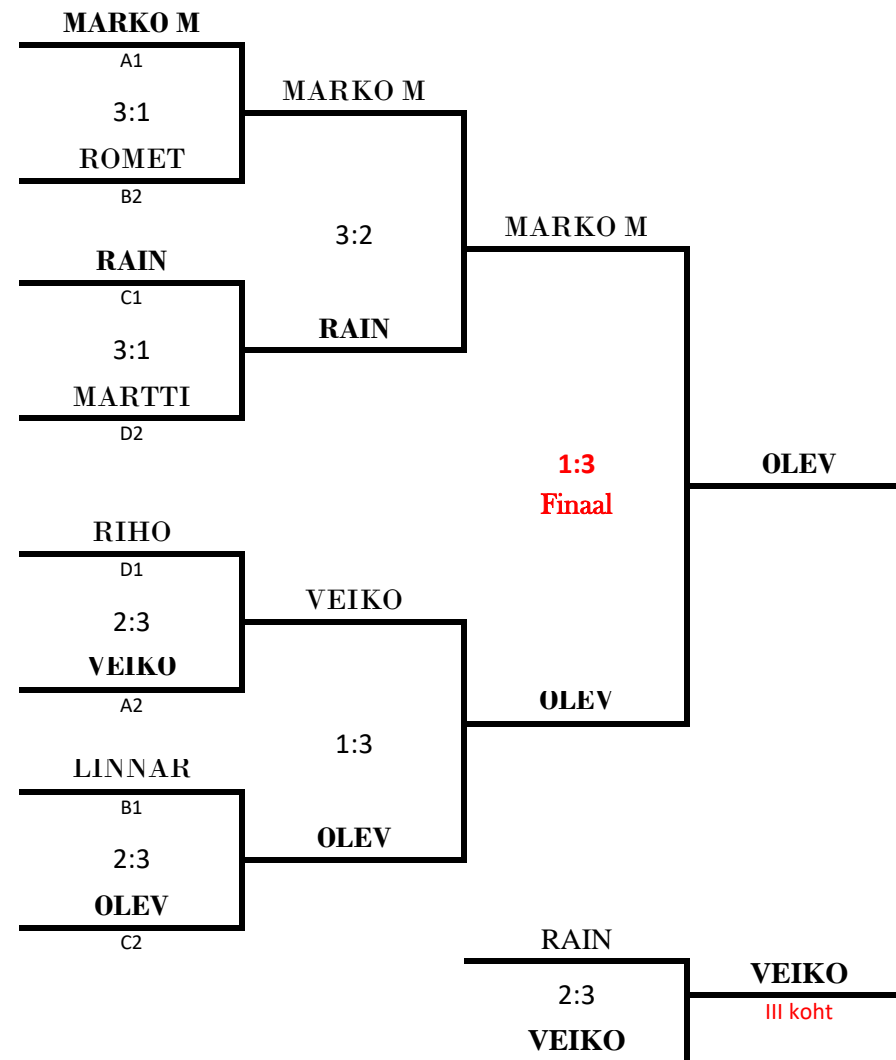 MARKO M
A1
3:1
ROMET
B2
MARKO M
3:2
RAIN
C1
3:1
MARTTI
D2
RAIN
MARKO M
1:3
Finaal
OLEV
RIHO
D1
2:3
VEIKO
A2
VEIKO
1:3
LINNAR
B1
2:3
OLEV
C2
OLEV
OLEV
RAIN
2:3
VEIKO
VEIKO
III koht